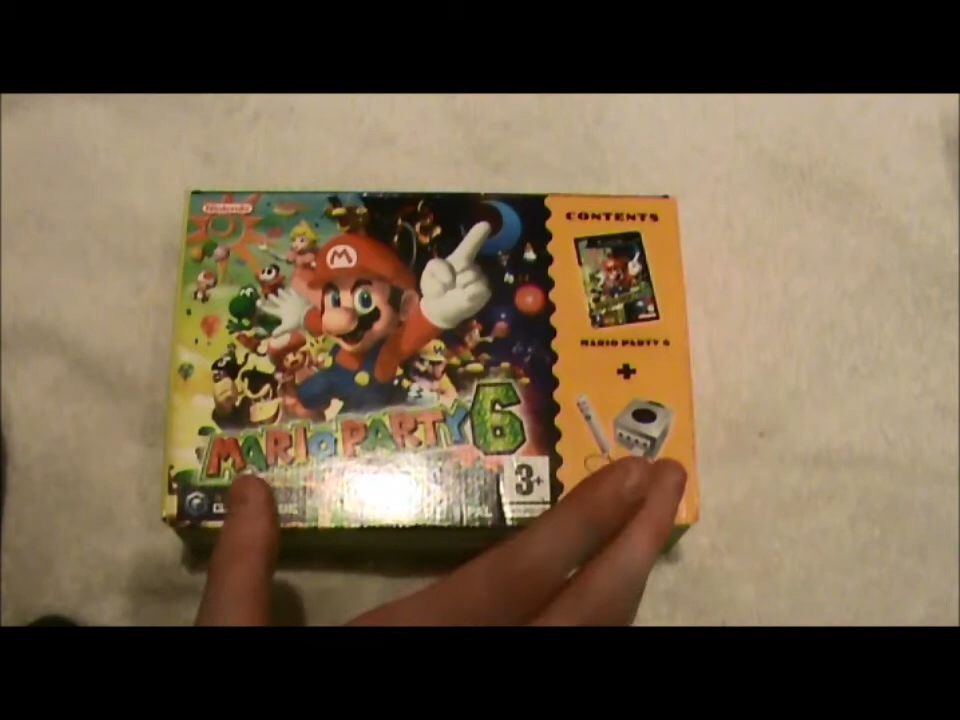 Nintendo
M
MARIO PARTY 6
3+
PAL
CONTENTS
MARIO PARTY 6
+